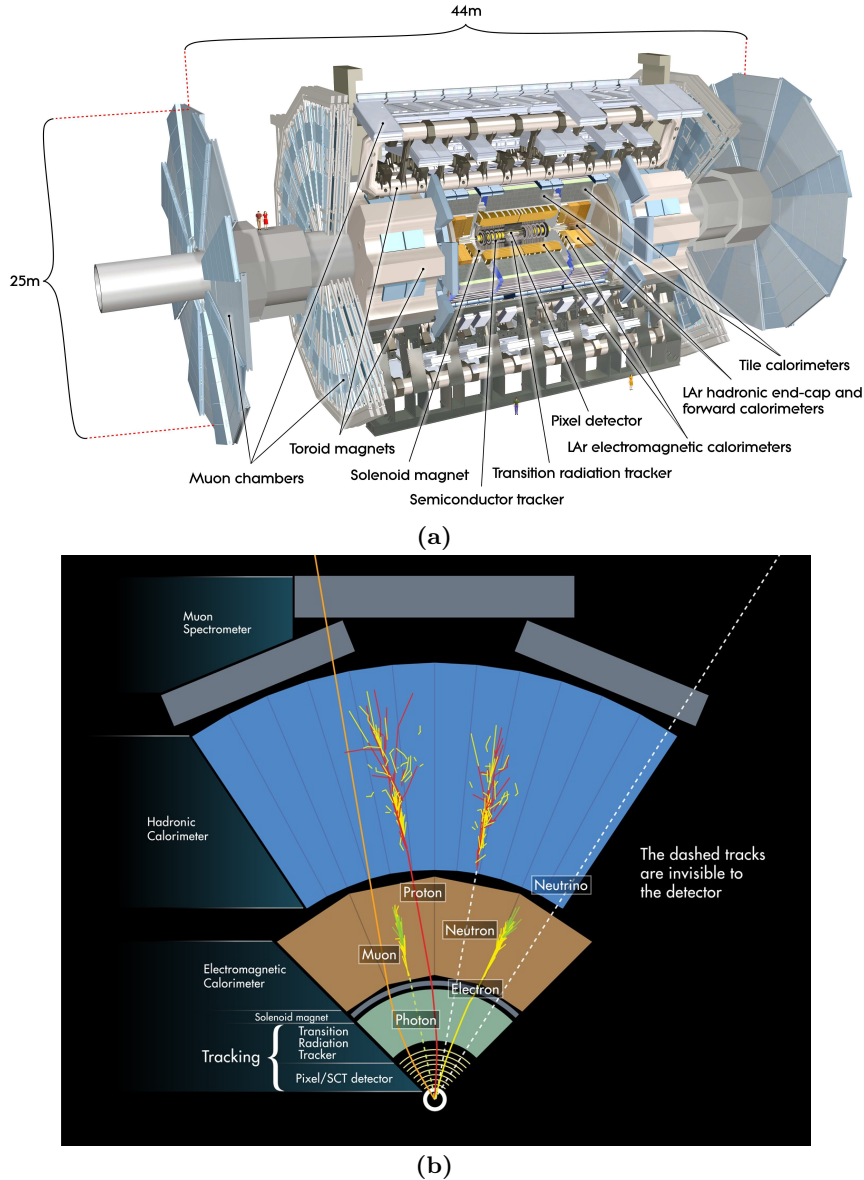 44m
25m
Tile calorimeters
LAr hadronic end-cap and
forward calorimeters
Pixel detector
Toroid magnets
LAr electromagnetic calorimeters
Muon chambers
Solenoid magnet
Transition radiation tracker
Semiconductor tracker
(a)
Muon
Spectrometer
Hadronic
Calorimeter
The dashed tracks
are invisible to
the detector
Neutrino
Proton
Neutron
Muon
Electromagnetic
Calorimeter
Electron
Solenoid magnet
Photon
Tracking
Transition
Radiation
Tracker
Pixel/SCT detector
(b)